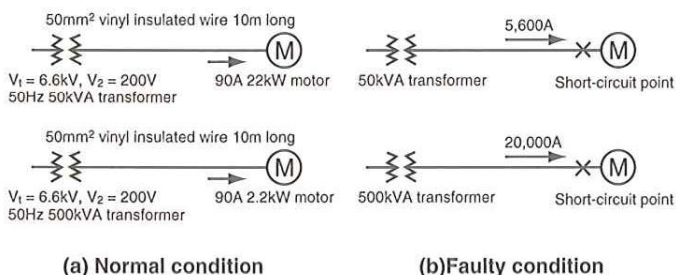 50mm² vinyl insulated wire 10m long
M
V₁ = 6.6kV, V₂ = 200V
50Hz 50kVA transformer
90A 22kW motor
5,600A
M
50kVA transformer
Short-circuit point
50mm² vinyl insulated wire 10m long
M
V₁ = 6.6kV, V₂ = 200V
50Hz 500kVA transformer
90A 2.2kW motor
20,000A
M
500kVA transformer
Short-circuit point
(a) Normal condition
(b)Faulty condition